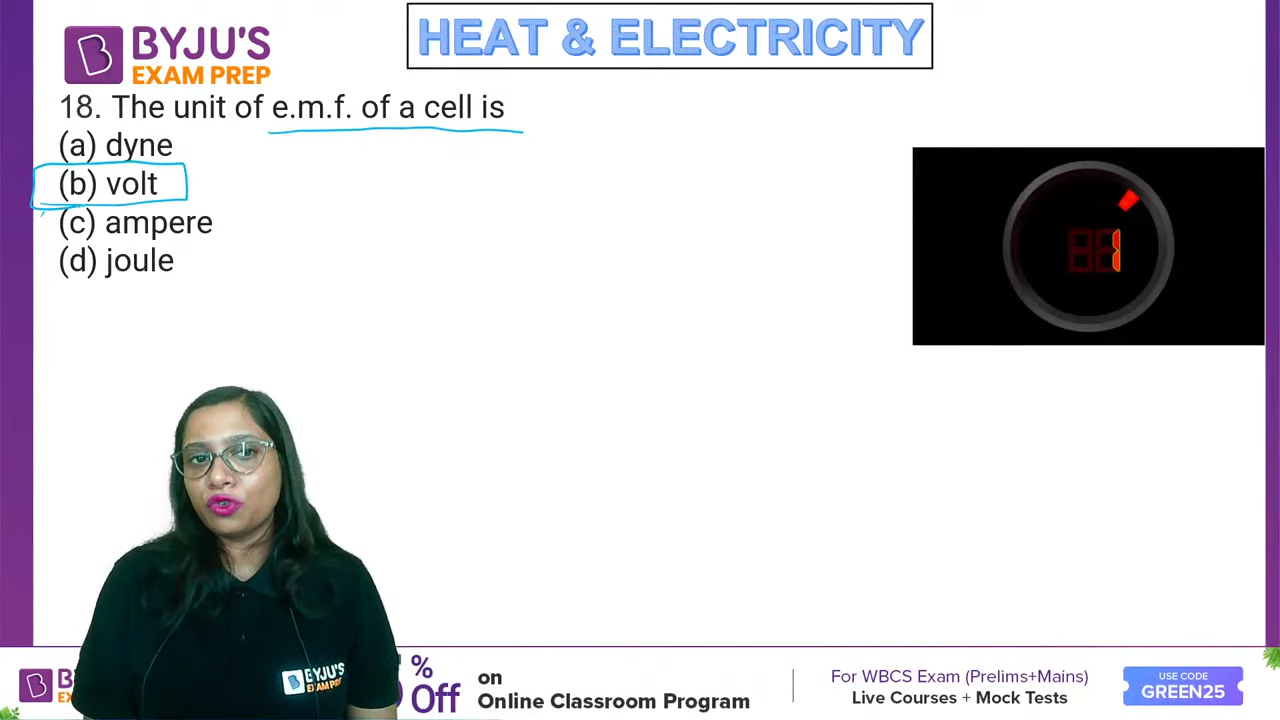 HEAT & ELECTRICITY
BYJU'S
EXAM PREP
18. The unit of e.m.f. of a cell is
(a) dyne
(b) volt
(c) ampere
(d) joule
1
BYJU'S
EXAM PREP
% Off
on
Online Classroom Program
For WBCS Exam (Prelims+Mains)
Live Courses + Mock Tests
USE CODE
GREEN25